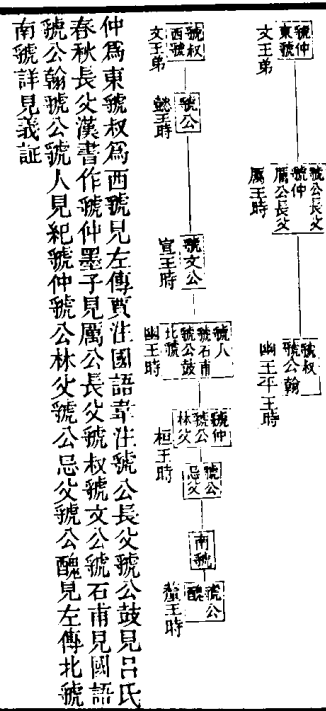 虢仲
東虢
文王弟
虢公長父
虢仲
厲公長父
厲王時
虢叔
虢公翰
幽王平王時
虢叔
西虢
文王弟
虢公
懿王時
虢文公
宣王時
虢人
虢石甫
虢公鼓
北虢
幽王時
虢仲
虢公
林父
桓王時
虢公
忌父
南虢
虢公
醜
釐王時
仲爲東虢叔爲西虢見左傳賈注國語韋注虢公長父虢公鼓見呂氏
春秋長父漢書作虢仲墨子見厲公長父虢叔虢文公虢石甫見國語
虢公翰虢公虢人見紀虢仲虢公林父虢公忌父虢公醜見左傳北虢
南虢詳見義証